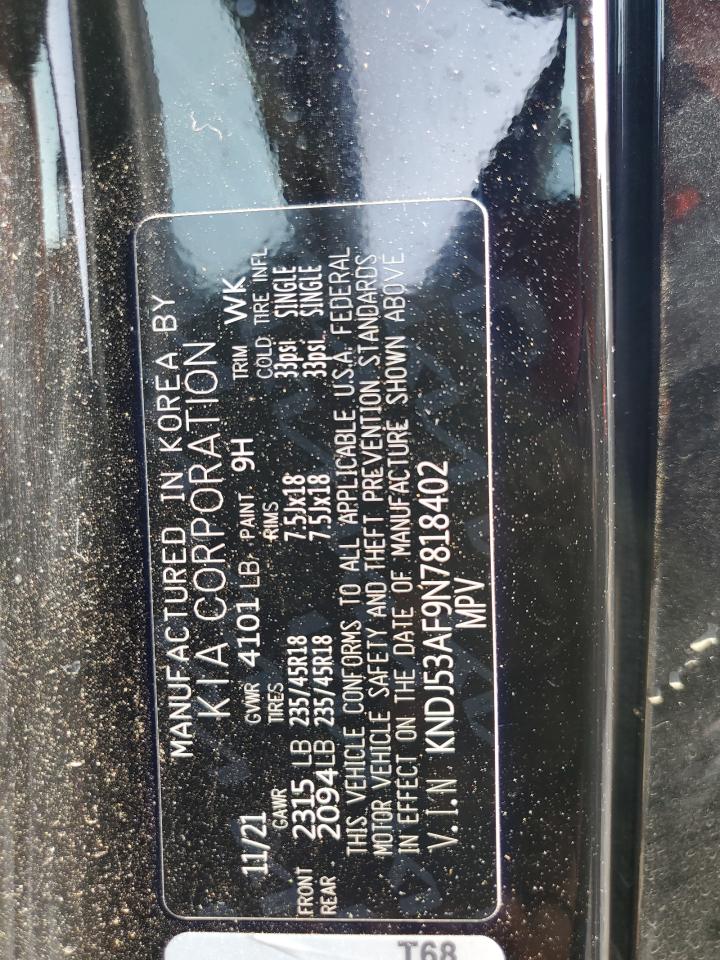 MANUFACTURED IN KOREA BY
KIA CORPORATION
11/21 GVWR 4101 LB PAINT 9H TRIM WK
GAWR TIRES RIMS COLD TIRE INFL
FRONT 2315 LB 235/45R18 7.5Jx18 33psi, SINGLE
REAR 2094LB 235/45R18 7.5Jx18 33psi, SINGLE
THIS VEHICLE CONFORMS TO ALL APPLICABLE U.S.A. FEDERAL
MOTOR VEHICLE SAFETY AND THEFT PREVENTION STANDARDS
IN EFFECT ON THE DATE OF MANUFACTURE SHOWN ABOVE
V.I.N KNDJ53AF9N7818402
MPV
T68